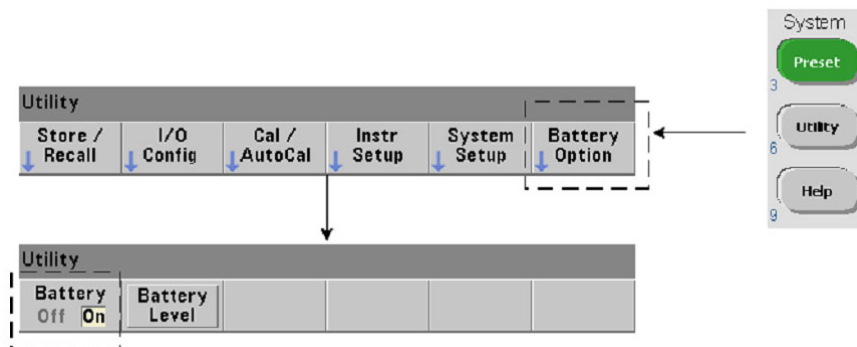 System
Preset
3
Utility
6
Help
9
Utility
Store /
Recall
I/O
Config
Cal /
AutoCal
Instr
Setup
System
Setup
Battery
Option
Utility
Battery
Off On
Battery
Level